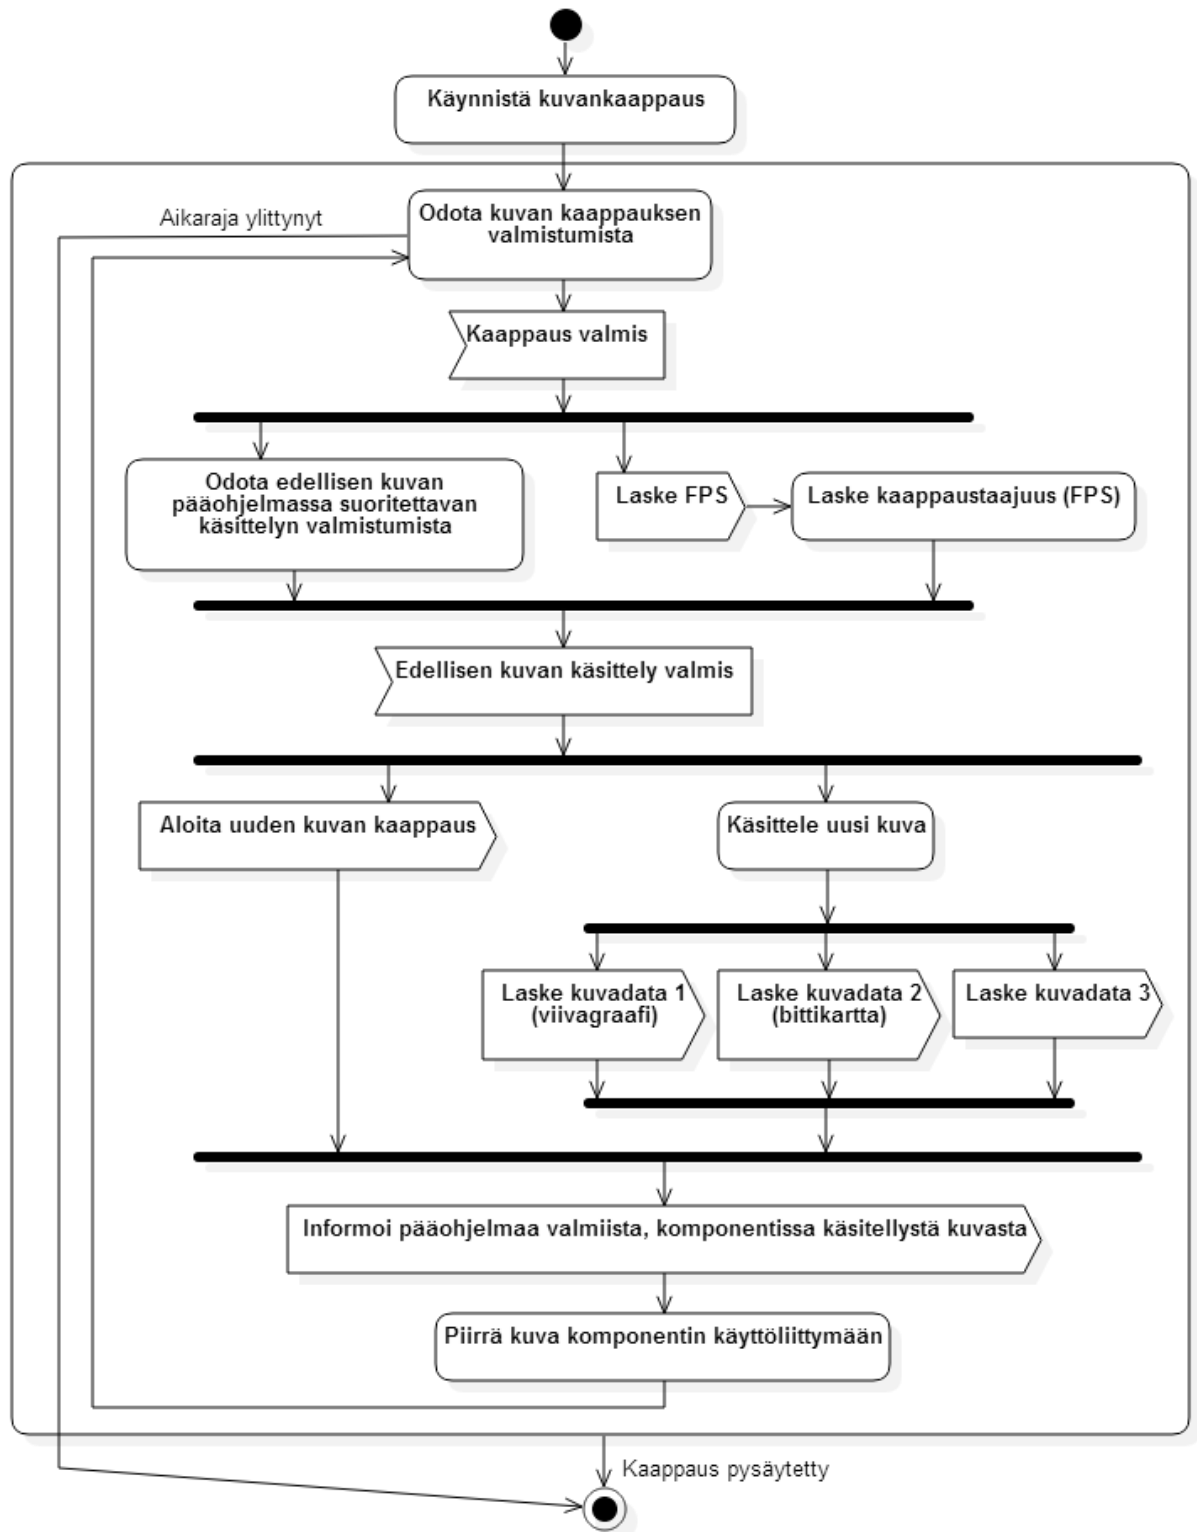 Käynnistä kuvankaappaus
Aikaraja ylittynyt
Odota kuvan kaappauksen
valmistumista
Kaappaus valmis
Odota edellisen kuvan
pääohjelmassa suoritettavan
käsittelyn valmistumista
Laske FPS
Laske kaappaustaajuus (FPS)
Edellisen kuvan käsittely valmis
Aloita uuden kuvan kaappaus
Käsittele uusi kuva
Laske kuvadata 1
(viivagraafi)
Laske kuvadata 2
(bittikartta)
Laske kuvadata 3
Informoi pääohjelmaa valmiista, komponentissa käsitellystä kuvasta
Piirrä kuva komponentin käyttöliittymään
Kaappaus pysäytetty